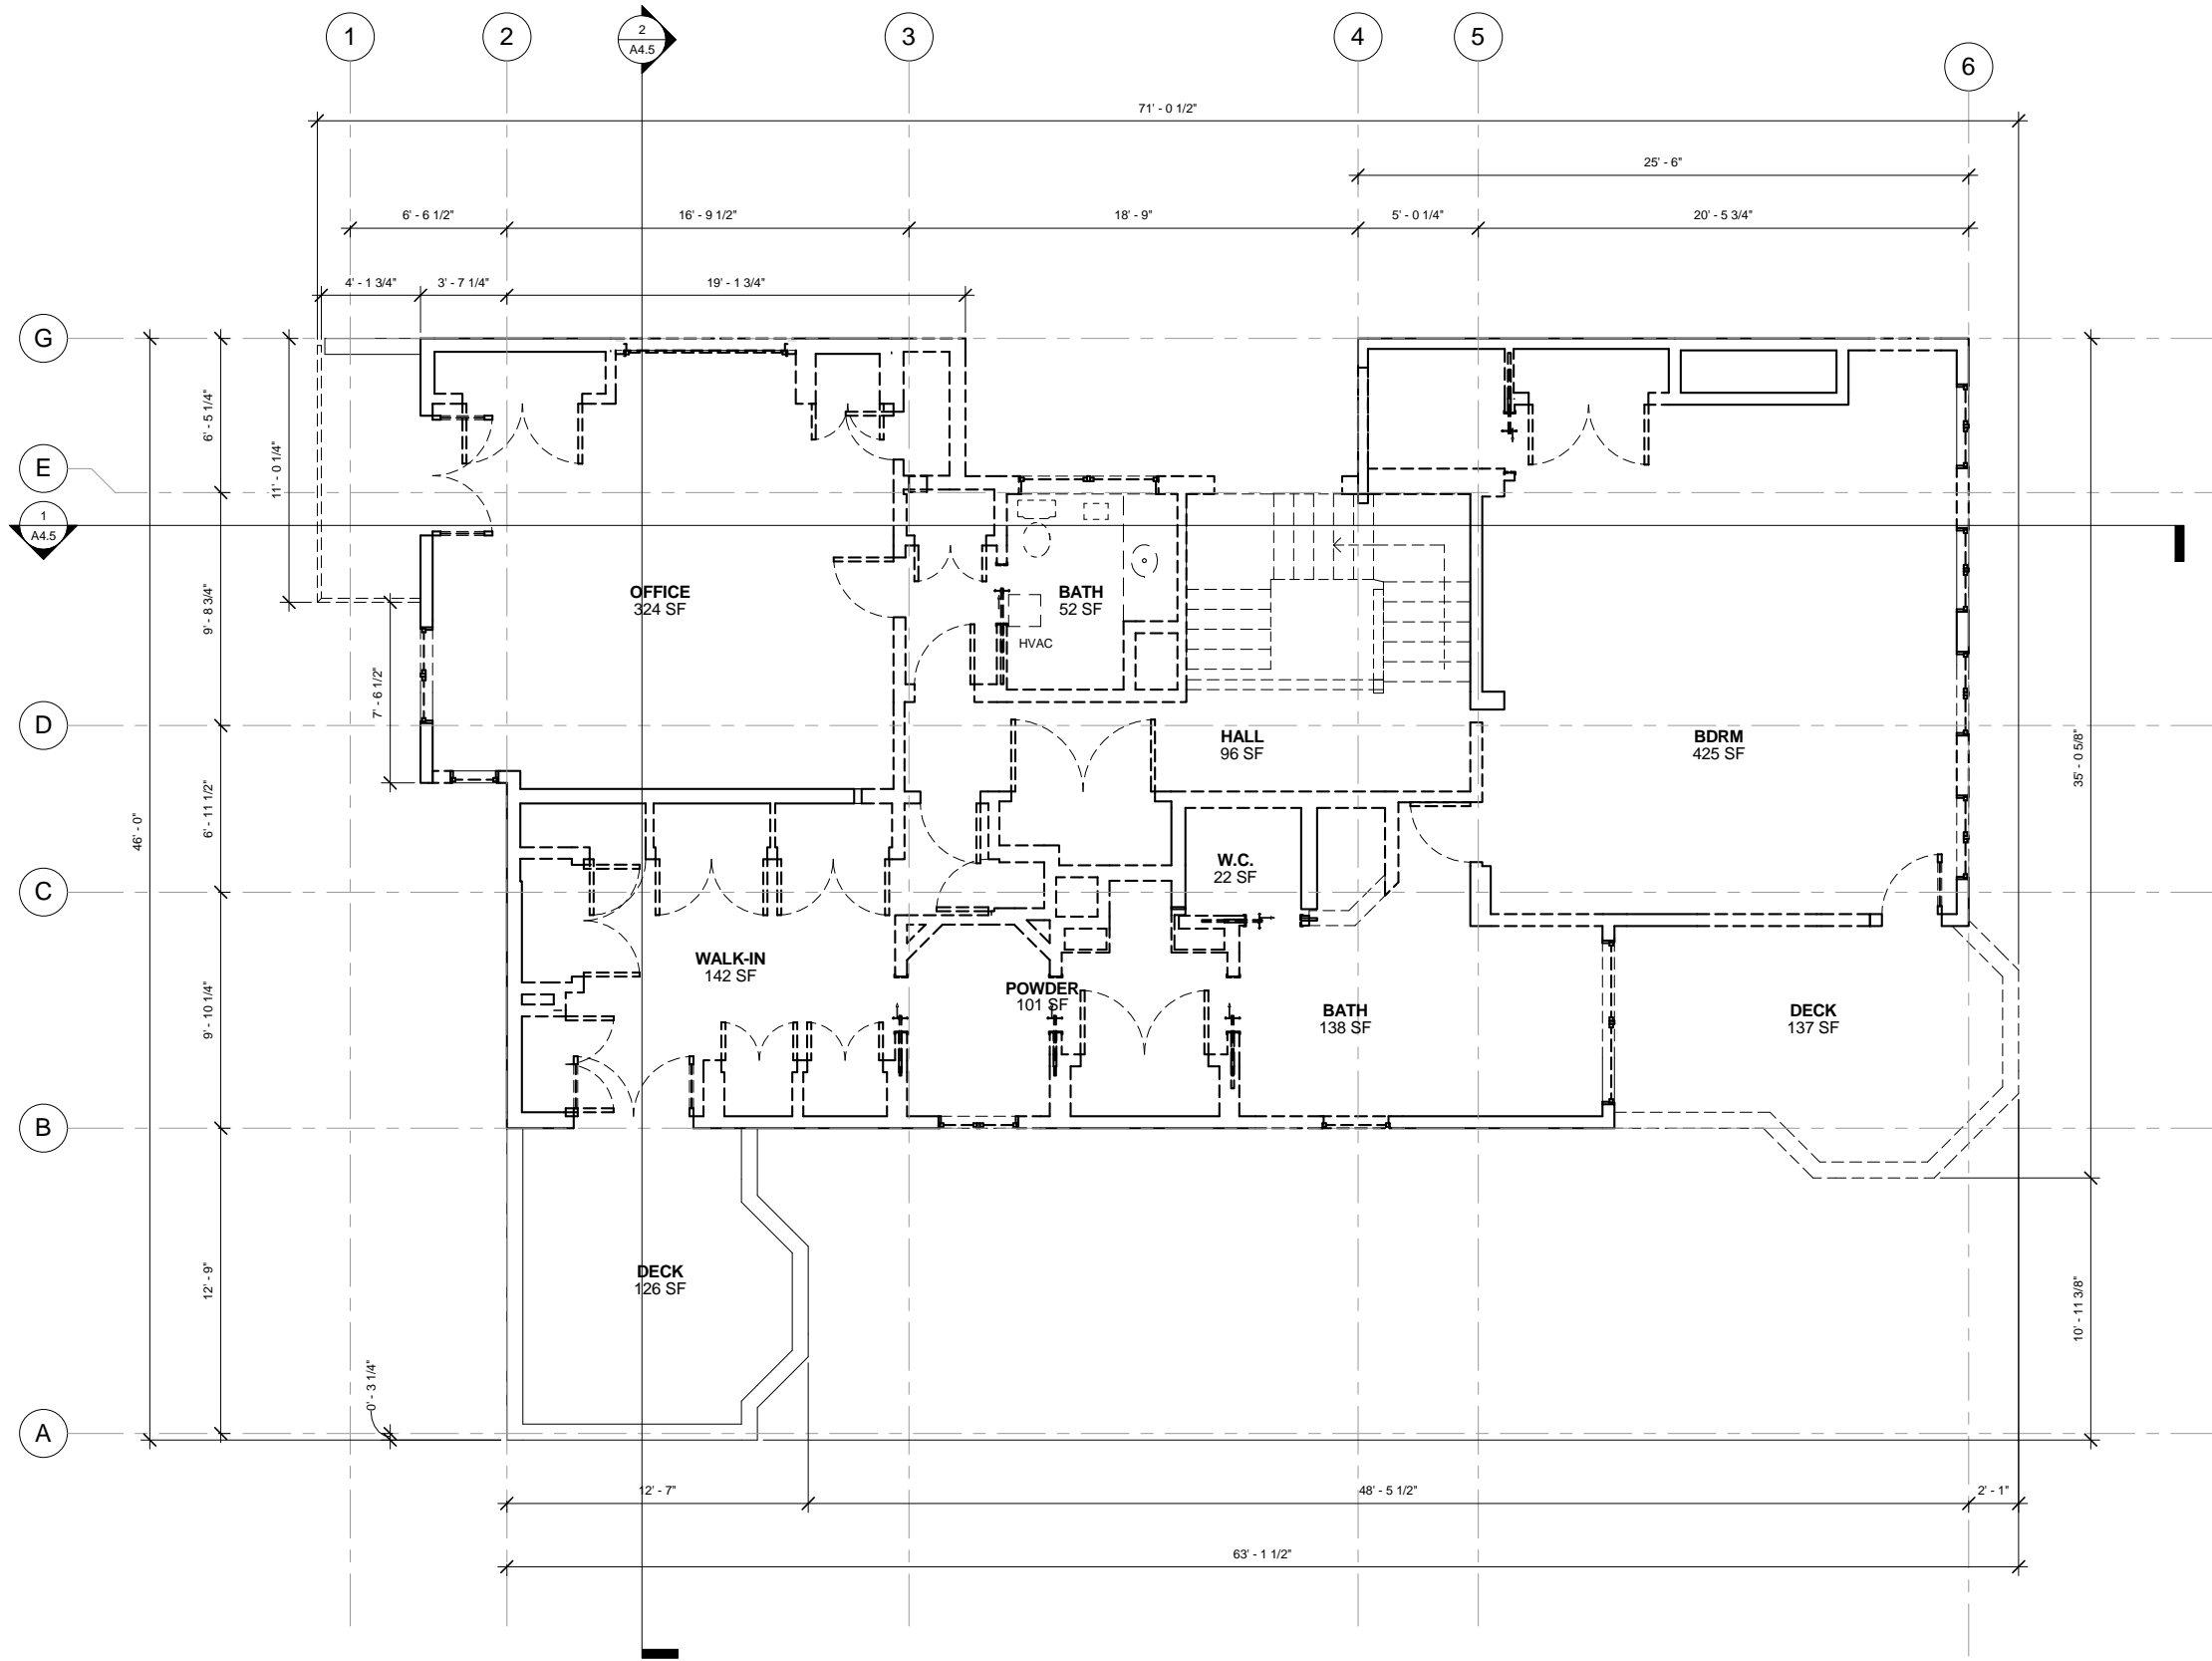 1
2
2
A4.5
3
4
5
6
71' - 0 1/2"
25' - 6"
6' - 6 1/2"
16' - 9 1/2"
18' - 9"
5' - 0 1/4"
20' - 5 3/4"
4' - 1 3/4"
3' - 7 1/4"
19' - 1 3/4"
G
6' - 5 1/4"
11' - 0 1/4"
E
1
A4.5
OFFICE
324 SF
BATH
52 SF
HVAC
9' - 8 3/4"
7' - 6 1/2"
D
HALL
96 SF
BDRM
425 SF
35' - 0 5/8"
46' - 0"
6' - 11 1/2"
W.C.
22 SF
C
WALK-IN
142 SF
POWDER
101 SF
BATH
138 SF
DECK
137 SF
9' - 10 1/4"
B
DECK
126 SF
12' - 9"
10' - 11 3/8"
0' - 3 1/4"
A
12' - 7"
48' - 5 1/2"
2' - 1"
63' - 1 1/2"